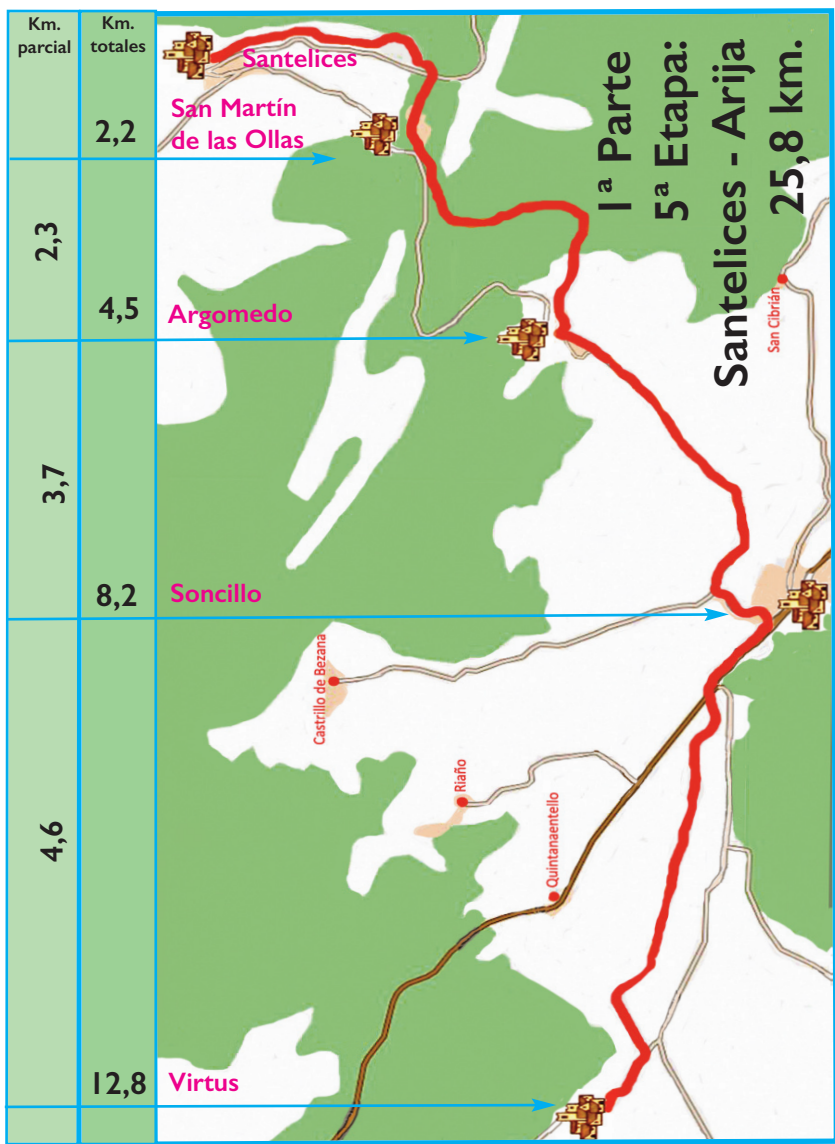 Km.
parcial
Km.
totales
Santelices
San Martín
de las Ollas
2,2
2,3
4,5
Argomedo
3,7
8,2
Soncillo
4,6
12,8
Virtus
1ª Parte
5ª Etapa:
Santelices - Arija
25,8 km.
San Cibrián
Castrillo de Bezana
Riaño
Quintanaentello